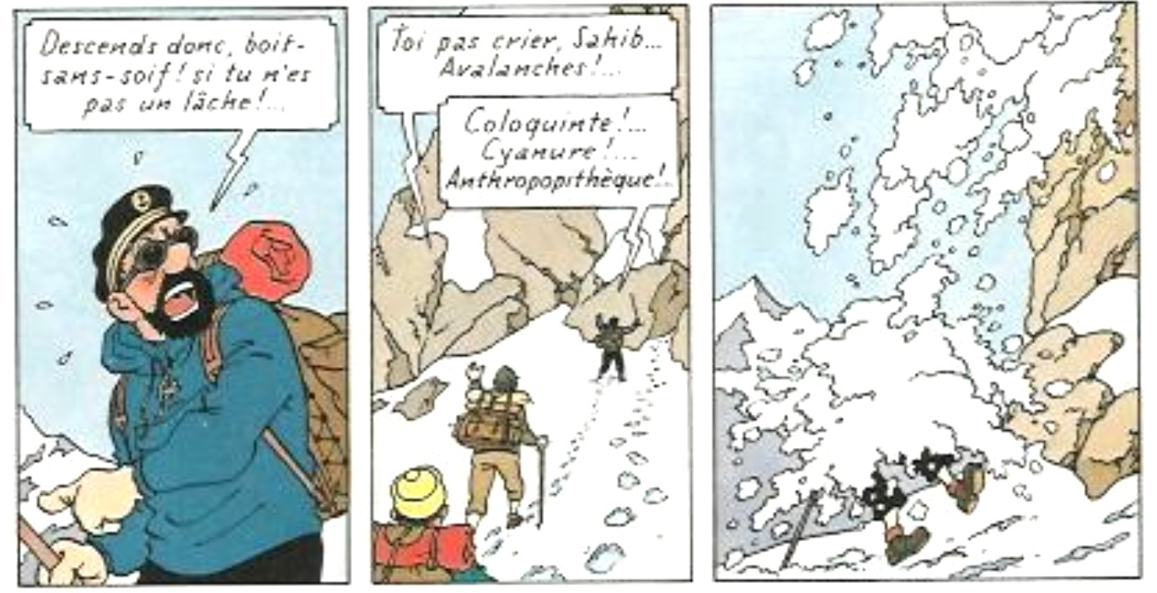 Descends donc, boit-
sans-soif! si tu n'es
pas un lâche!...
Toi pas crier, Sahib...
Avalanches!...
Coloquinte!...
Cyanure!...
Anthropopithèque!..